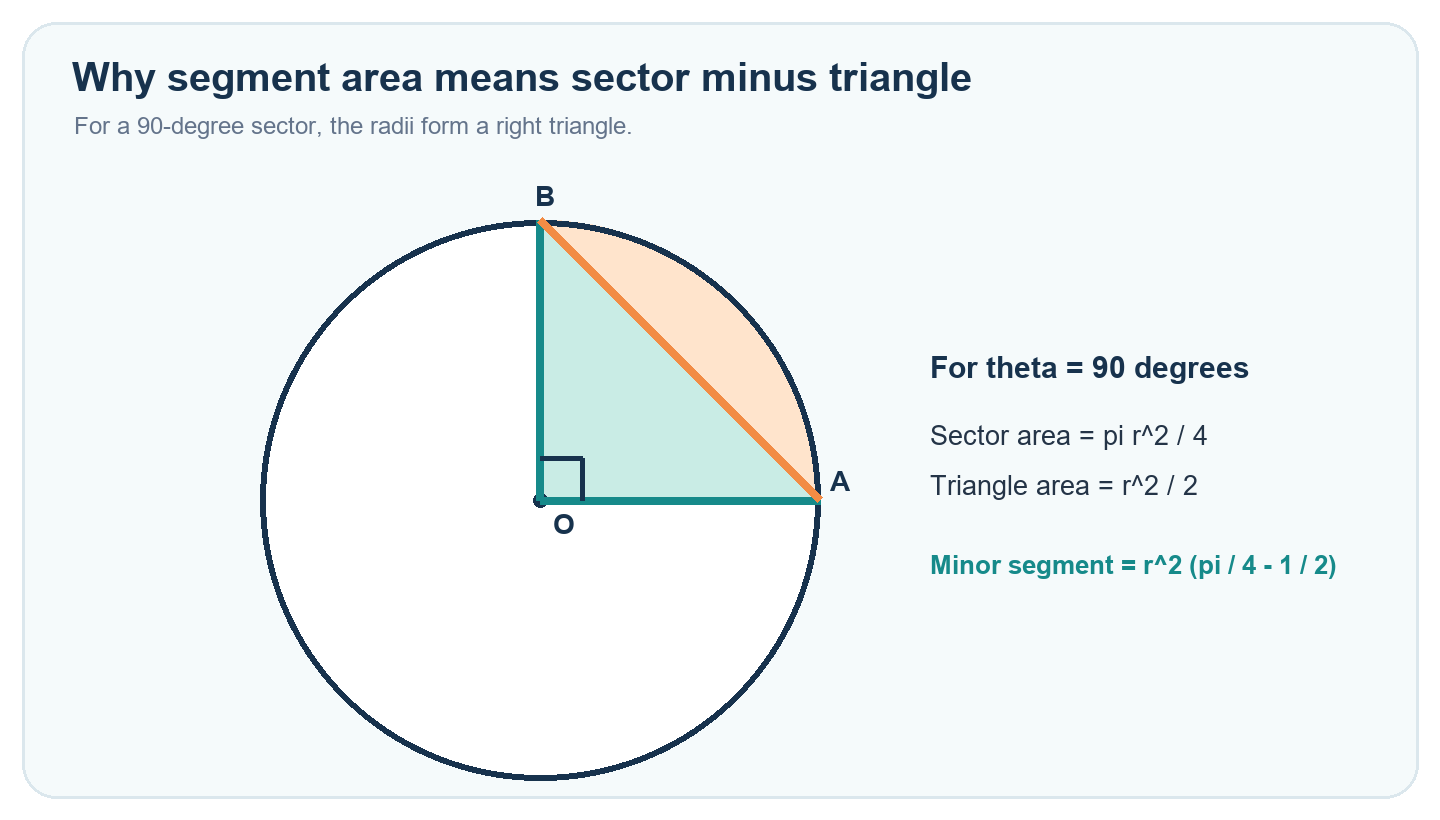 Why segment area means sector minus triangle
For a 90-degree sector, the radii form a right triangle.
B
A
O
For theta = 90 degrees
Sector area = pi r^2 / 4
Triangle area = r^2 / 2
Minor segment = r^2 (pi / 4 - 1 / 2)